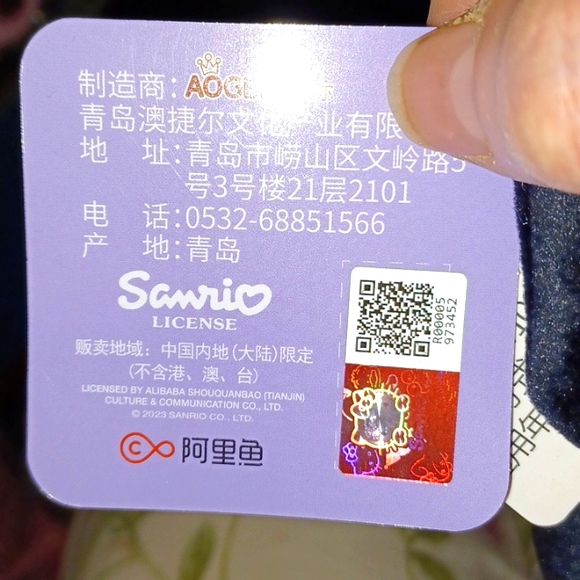 制造商：
青岛澳捷尔文化产业有限
地 址：青岛市崂山区文岭路5
号3号楼21层2101
电 话：0532-68851566
产 地：青岛
Sanrio
LICENSE
贩卖地域：中国内地（大陆）限定
（不含港、澳、台）
LICENSED BY ALIBABA SHOUQUANBAO (TIANJIN)
CULTURE & COMMUNICATION CO., LTD.
© 2023 SANRIO CO., LTD.
阿里鱼
R00005
973452